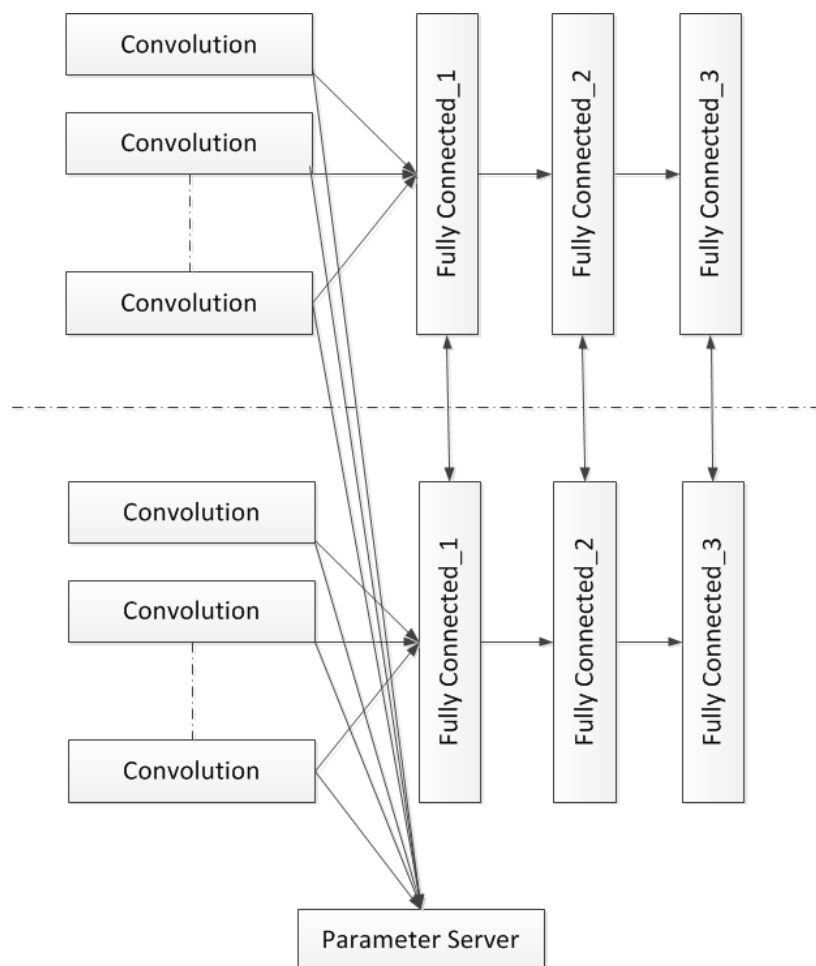 Convolution
Convolution
Convolution
Fully Connected_1
Fully Connected_2
Fully Connected_3
Convolution
Convolution
Convolution
Fully Connected_1
Fully Connected_2
Fully Connected_3
Parameter Server